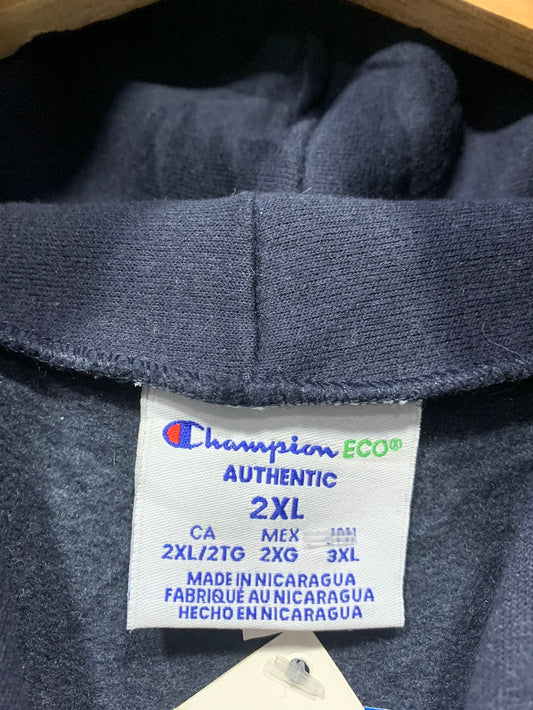 Champion ECO®
AUTHENTIC
2XL
CA MEX
2XL/2TG 2XG 3XL
MADE IN NICARAGUA
FABRIQUÉ AU NICARAGUA
HECHO EN NICARAGUA